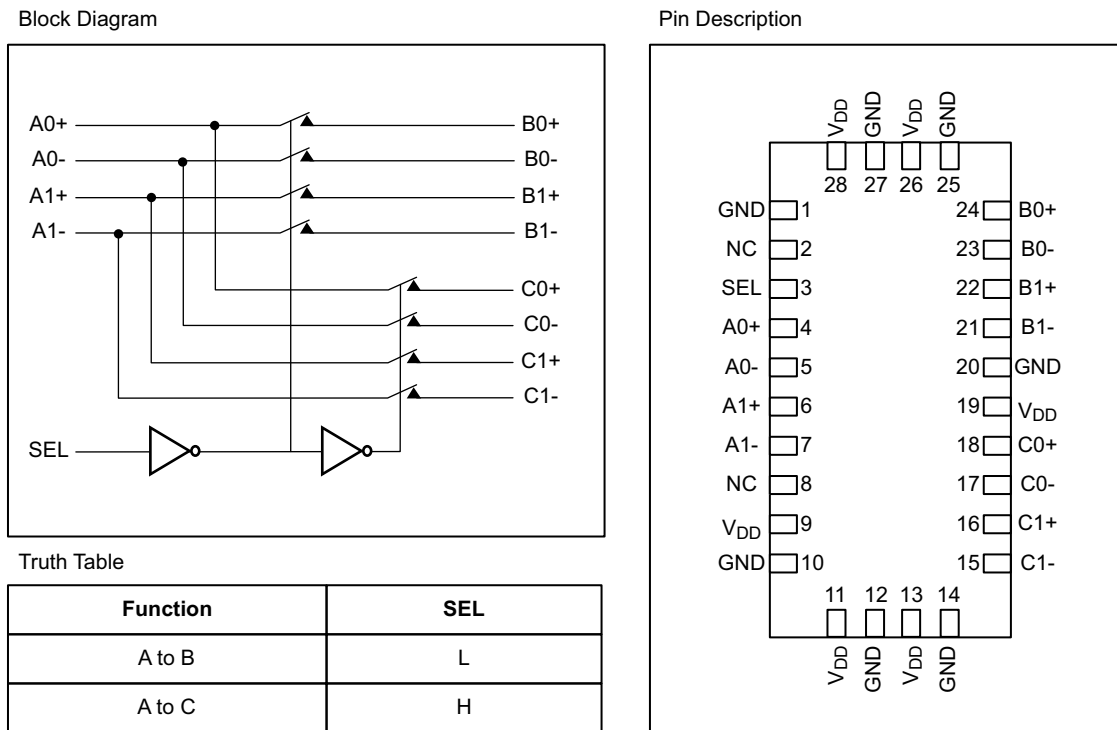 Block Diagram
A0+ B0+
A0- B0-
A1+ B1+
A1- B1-
C0+
C0-
C1+
C1-
SEL
Truth Table
Function SEL
A to B L
A to C H
Pin Description
VDD GND VDD GND
28 27 26 25
GND 1 24 B0+
NC 2 23 B0-
SEL 3 22 B1+
A0+ 4 21 B1-
A0- 5 20 GND
A1+ 6 19 VDD
A1- 7 18 C0+
NC 8 17 C0-
VDD 9 16 C1+
GND 10 15 C1-
11 12 13 14
VDD GND VDD GND